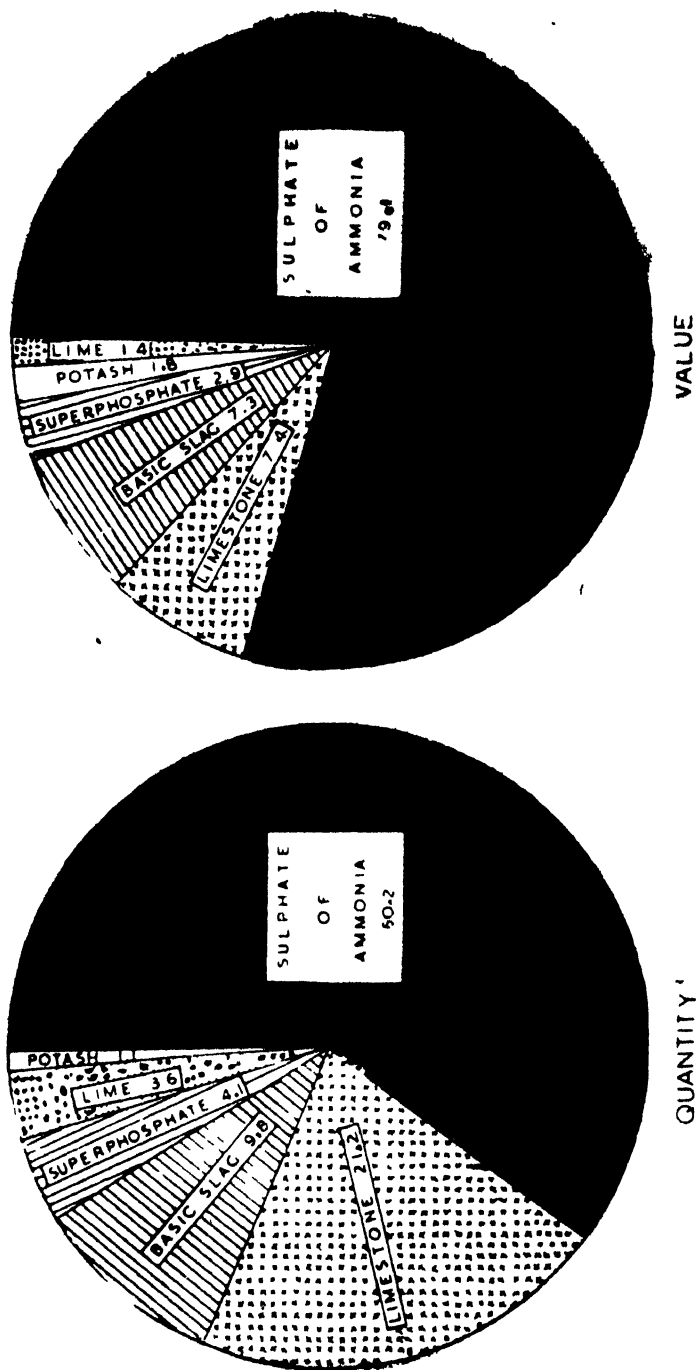 POTASH 1.1
LIME 3 6
SUPERPHOSPHATE 4.1
BASIC SLAG 9.8
LIMESTONE 21.2
SULPHATE
OF
AMMONIA
60.2
QUANTITY
LIME 1 4
POTASH 1.8
SUPERPHOSPHATE 2.9
BASIC SLAG 7.3
LIMESTONE 7 4
SULPHATE
OF
AMMONIA
VALUE